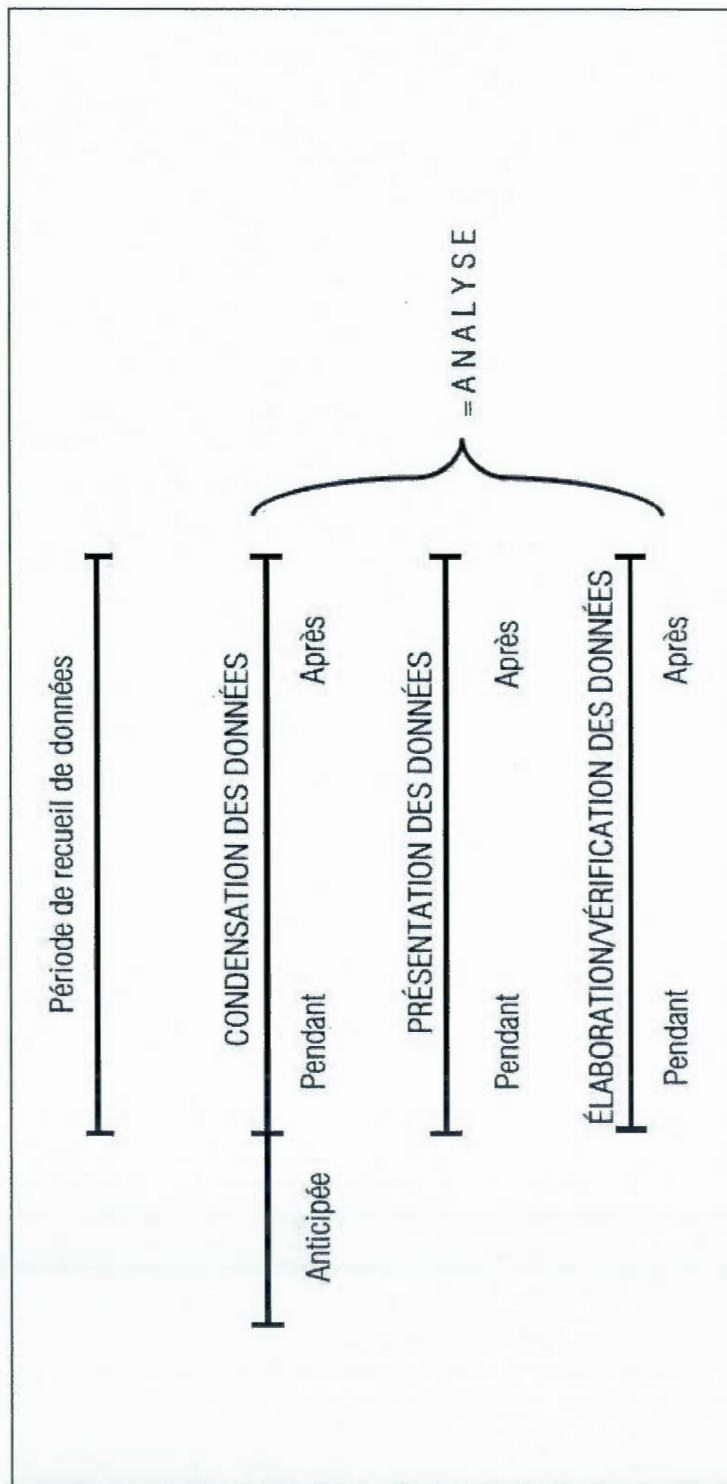 Période de recueil de données
CONDENSATION DES DONNÉES
Anticipée Pendant Après
PRÉSENTATION DES DONNÉES
Pendant Après
=ANALYSE
ÉLABORATION/VÉRIFICATION DES DONNÉES
Pendant Après